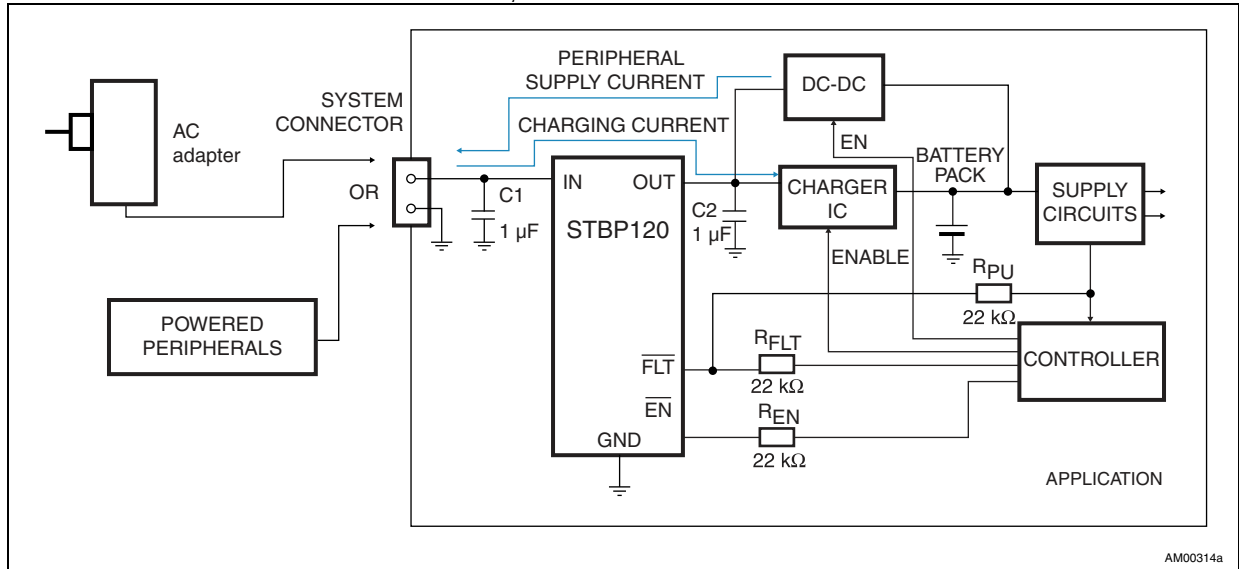 AC
adapter
SYSTEM
CONNECTOR
OR
POWERED
PERIPHERALS
PERIPHERAL
SUPPLY CURRENT
CHARGING CURRENT
C1
1 µF
IN
OUT
STBP120
FLT
EN
GND
C2
1 µF
DC-DC
EN
CHARGER
IC
ENABLE
BATTERY
PACK
SUPPLY
CIRCUITS
RPU
22 kΩ
RFLT
22 kΩ
REN
22 kΩ
CONTROLLER
APPLICATION
AM00314a